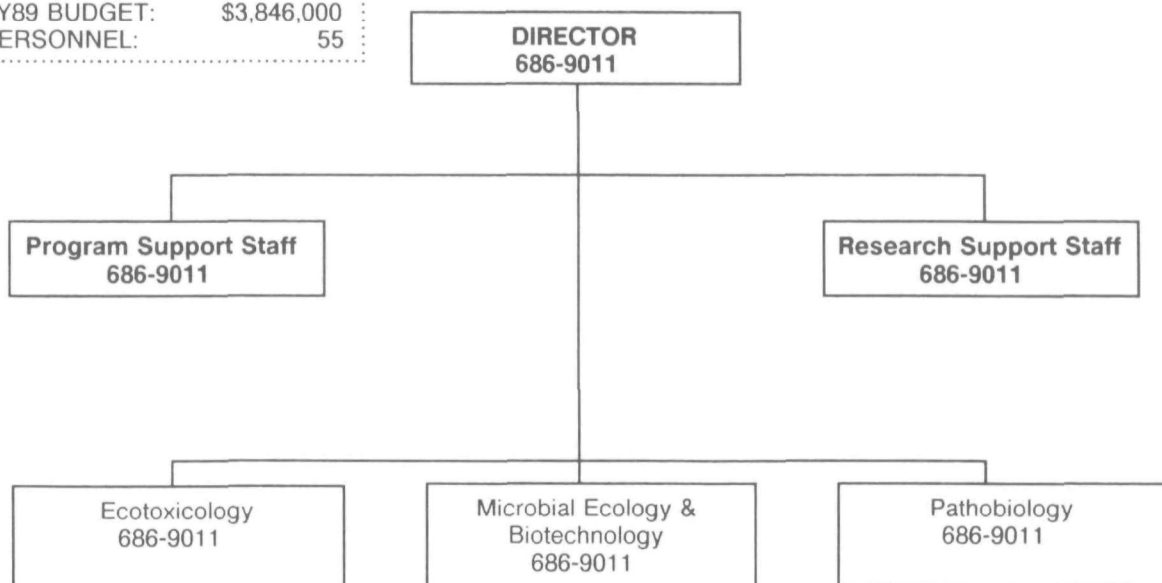 Y89 BUDGET: $3,846,000
ERSONNEL: 55
DIRECTOR
686-9011
Program Support Staff
686-9011
Research Support Staff
686-9011
Ecotoxicology
686-9011
Microbial Ecology &
Biotechnology
686-9011
Pathobiology
686-9011